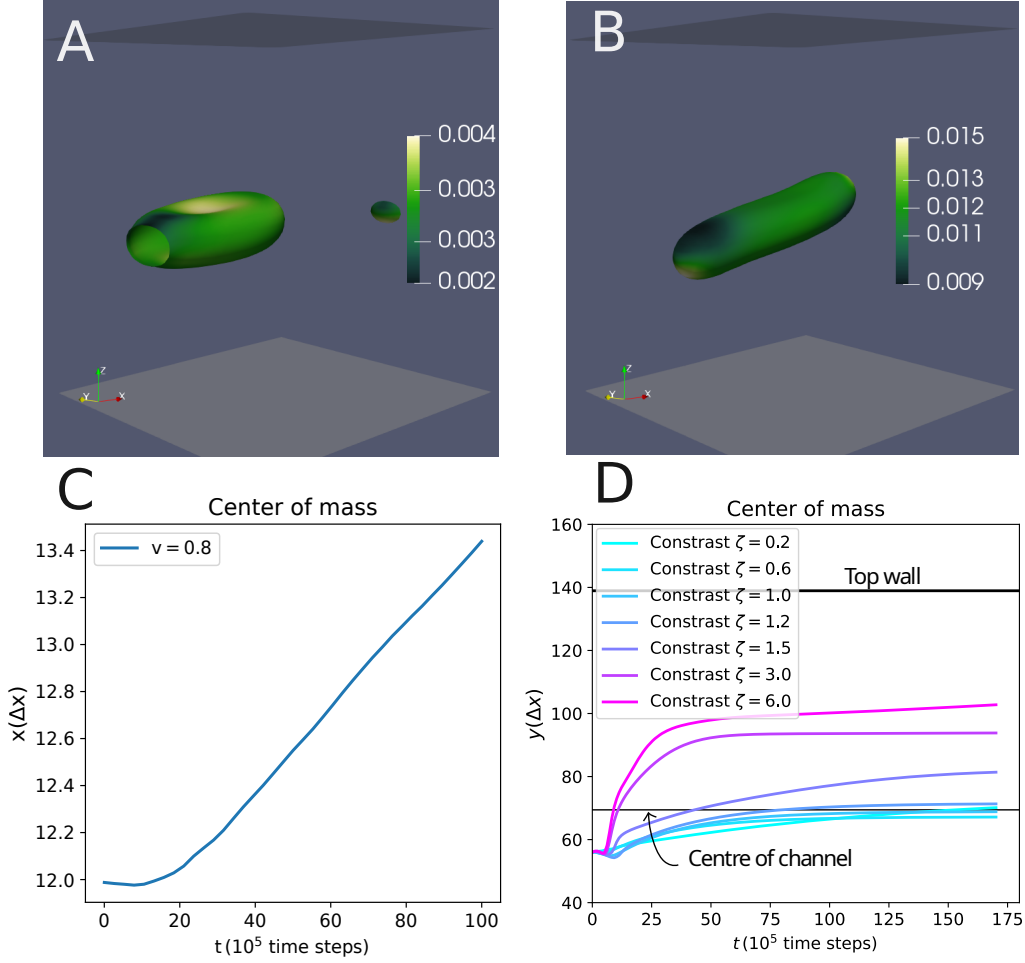 A
0.004
0.003
0.003
0.002
Z
Y
X
B
0.015
0.013
0.012
0.011
0.009
Z
Y
X
C
Center of mass
v = 0.8
13.4
13.2
13.0
12.8
12.6
12.4
12.2
12.0
x(Δx)
0
20
40
60
80
100
t (10⁵ time steps)
D
Center of mass
Constrast ζ = 0.2
Constrast ζ = 0.6
Constrast ζ = 1.0
Constrast ζ = 1.2
Constrast ζ = 1.5
Constrast ζ = 3.0
Constrast ζ = 6.0
Top wall
Centre of channel
160
140
120
100
80
60
40
y(Δx)
0
25
50
75
100
125
150
175
t (10⁵ time steps)